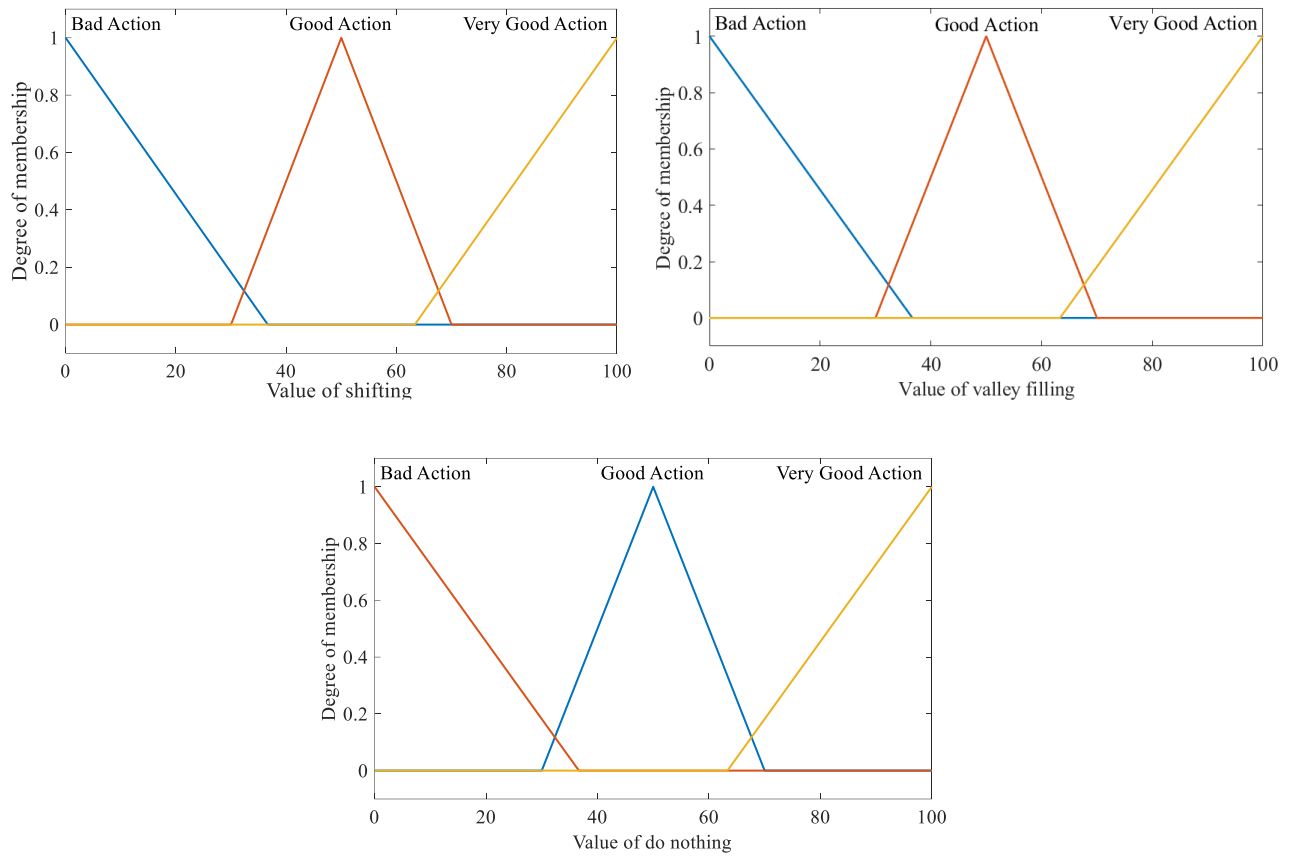 Bad Action Good Action Very Good Action
1
0.8
0.6
0.4
0.2
0
Degree of membership
0 20 40 60 80 100
Value of shifting
Bad Action Good Action Very Good Action
1
0.8
0.6
0.4
0.2
0
Degree of membership
0 20 40 60 80 100
Value of valley filling
Bad Action Good Action Very Good Action
1
0.8
0.6
0.4
0.2
0
Degree of membership
0 20 40 60 80 100
Value of do nothing